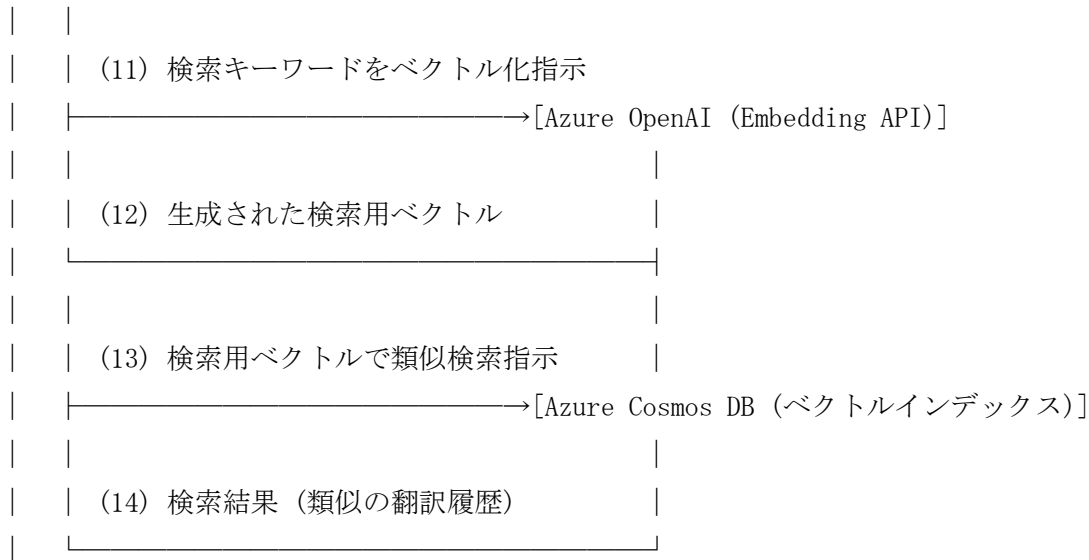 (11) 検索キーワードをベクトル化指示
→[Azure OpenAI (Embedding API)]
(12) 生成された検索用ベクトル
(13) 検索用ベクトルで類似検索指示
→[Azure Cosmos DB (ベクトルインデックス)]
(14) 検索結果 (類似の翻訳履歴)